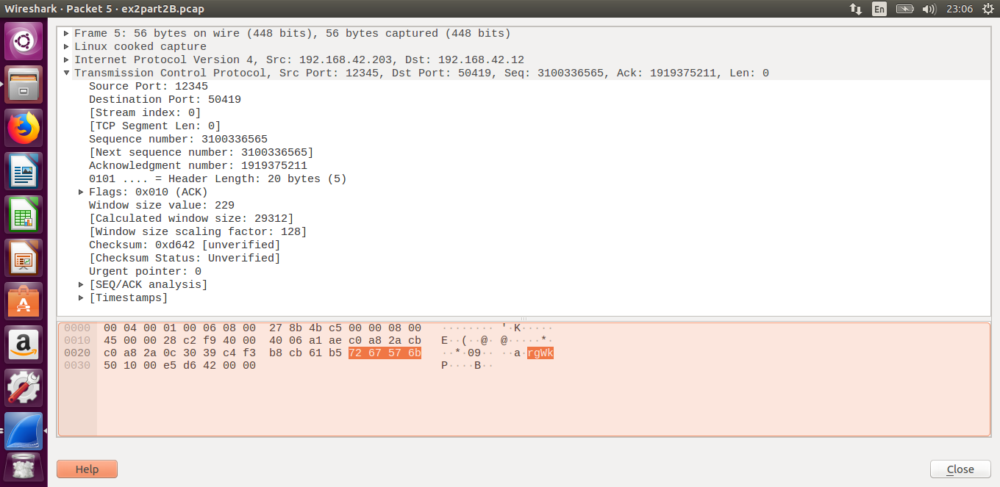 Wireshark · Packet 5 · ex2part2B.pcap
En
23:06
Frame 5: 56 bytes on wire (448 bits), 56 bytes captured (448 bits)
Linux cooked capture
Internet Protocol Version 4, Src: 192.168.42.203, Dst: 192.168.42.12
Transmission Control Protocol, Src Port: 12345, Dst Port: 50419, Seq: 3100336565, Ack: 1919375211, Len: 0
Source Port: 12345
Destination Port: 50419
[Stream index: 0]
[TCP Segment Len: 0]
Sequence number: 3100336565
[Next sequence number: 3100336565]
Acknowledgment number: 1919375211
0101 .... = Header Length: 20 bytes (5)
Flags: 0x010 (ACK)
Window size value: 229
[Calculated window size: 29312]
[Window size scaling factor: 128]
Checksum: 0xd642 [unverified]
[Checksum Status: Unverified]
Urgent pointer: 0
[SEQ/ACK analysis]
[Timestamps]
0000 00 04 00 01 00 06 08 00 27 8b 4b c5 00 00 08 00 ········ '·K·····
0010 45 00 00 28 c2 f9 40 00 40 06 a1 ae c0 a8 2a cb E··(··@· @·····*·
0020 c0 a8 2a 0c 30 39 c4 f3 b8 cb 61 b5 72 67 57 6b ··*·09·· ··a·rgWk
0030 50 10 00 e5 d6 42 00 00 P····B··
Help
Close